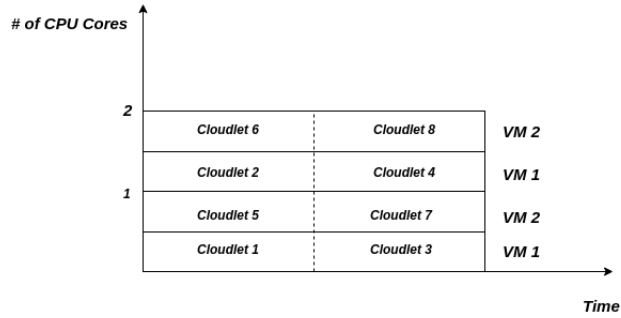 # of CPU Cores
2
Cloudlet 6 Cloudlet 8 VM 2
Cloudlet 2 Cloudlet 4 VM 1
1
Cloudlet 5 Cloudlet 7 VM 2
Cloudlet 1 Cloudlet 3 VM 1
Time